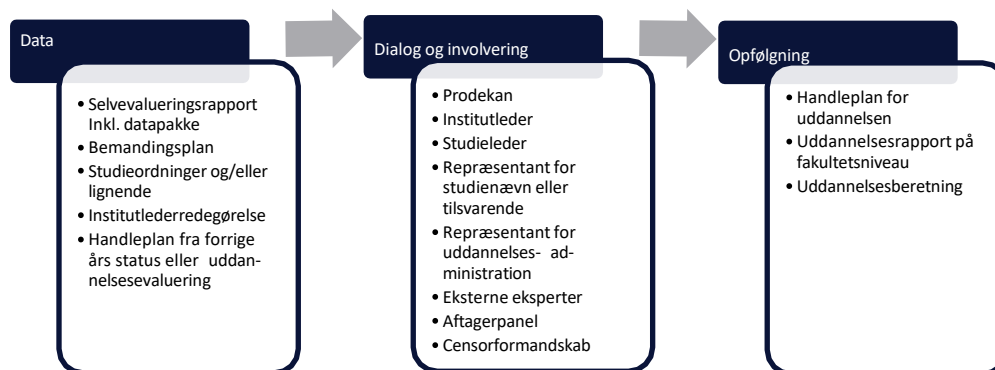 Data
• Selvevalueringsrapport
Inkl. datapakke
• Bemandingsplan
• Studieordninger og/eller
lignende
• Institutlederredegørelse
• Handleplan fra forrige
års status eller uddan-
nelsesevaluering
Dialog og involvering
• Prodekan
• Institutleder
• Studieleder
• Repræsentant for
studienævn eller
tilsvarende
• Repræsentant for
uddannelses- ad-
ministration
• Eksterne eksperter
• Aftagerpanel
• Censorformandskab
Opfølgning
• Handleplan for
uddannelsen
• Uddannelsesrapport på
fakultetsniveau
• Uddannelsesberetning